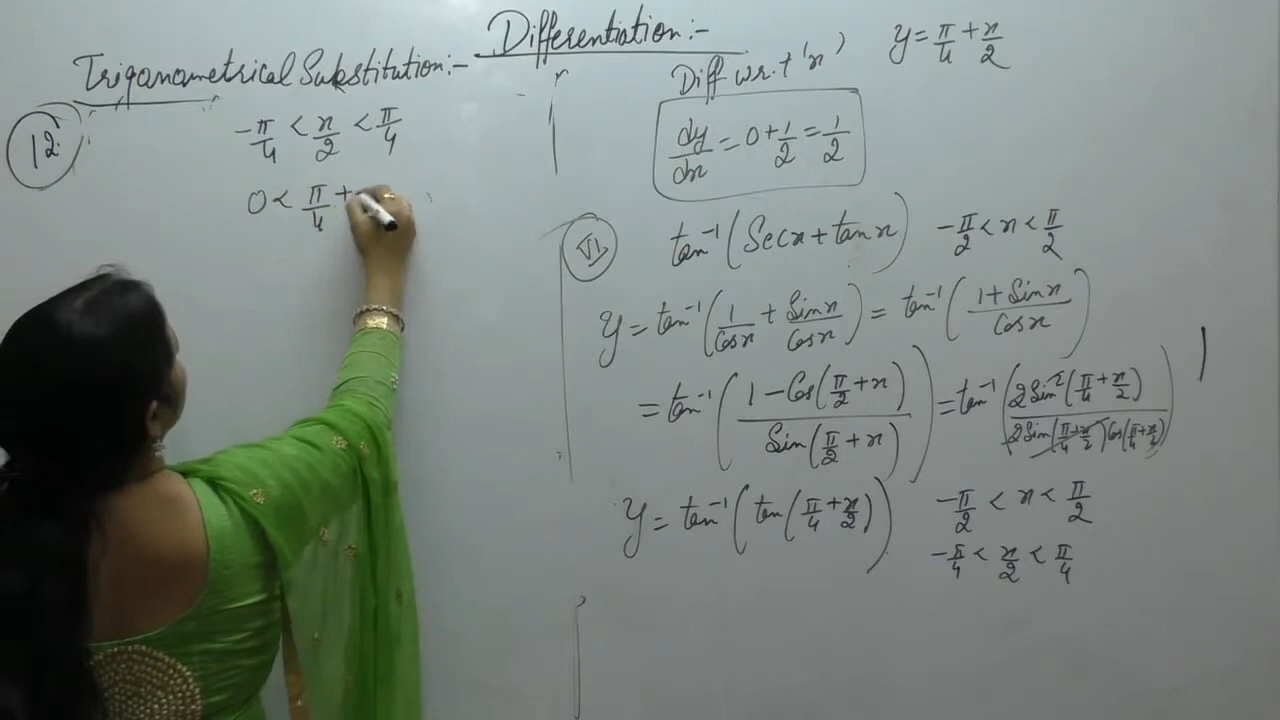 Differentiation:-
Trigonametrical Substitution:-
12.
-π/4 < x/2 < π/4
0 < π/4 +
Diff w.r.t 'x'
y = π/4 + x/2
dy/dx = 0 + 1/2 = 1/2
VI tan⁻¹(Secx + tanx) -π/2 < x < π/2
y = tan⁻¹(1/Cosx + Sinx/Cosx) = tan⁻¹((1 + Sinx)/Cosx)
= tan⁻¹((1 - Cos(π/2 + x))/Sin(π/2 + x)) = tan⁻¹(2Sin²(π/4 + x/2)/2Sin(π/4 + x/2)Cos(π/4 + x/2))
y = tan⁻¹(tan(π/4 + x/2)) -π/2 < x < π/2
-π/4 < x/2 < π/4